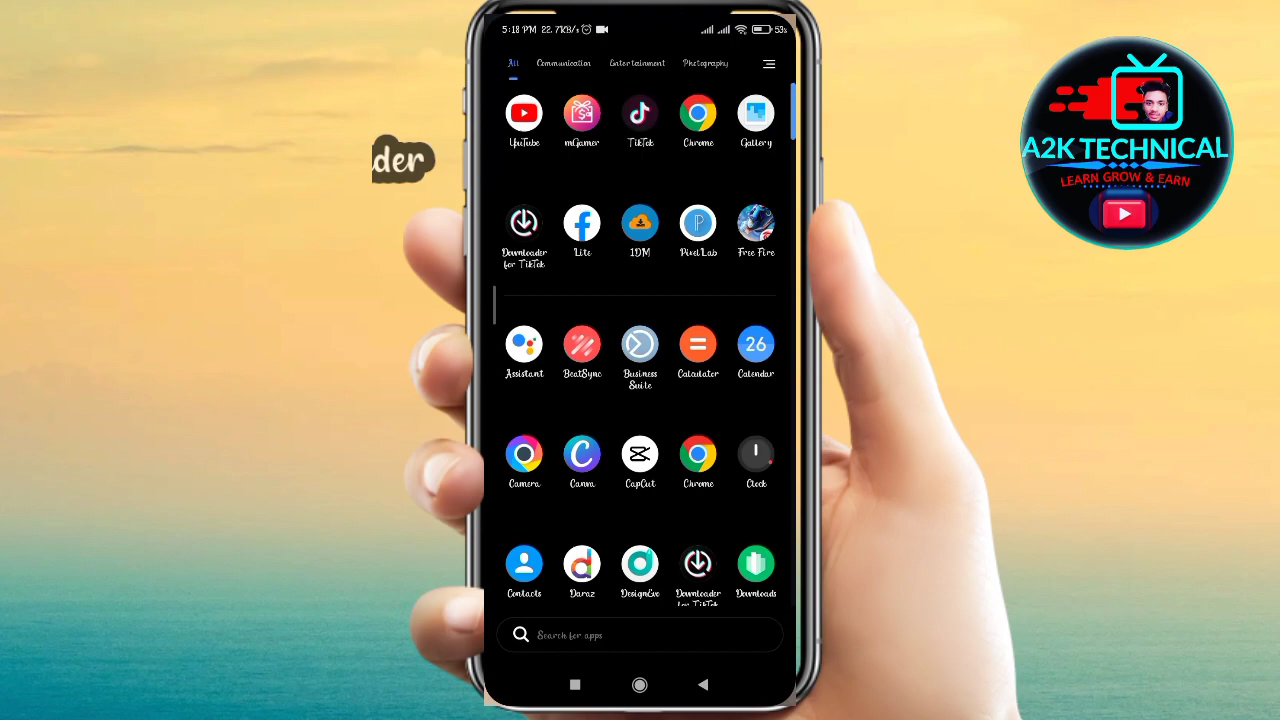 5:18 PM 22.7KB/s 53%
All Communication Entertainment Photography
YouTube mGamer TikTok Chrome Gallery
der
Downloader for TikTok
Lite 1DM PixelLab Free Fire
Assistant BeatSync Business Suite Calculator 26 Calendar
Camera Canva CapCut Chrome Clock
Contacts Daraz DesignEvo Downloader for TikTok Downloads
Search for apps
A2K TECHNICAL
LEARN GROW & EARN